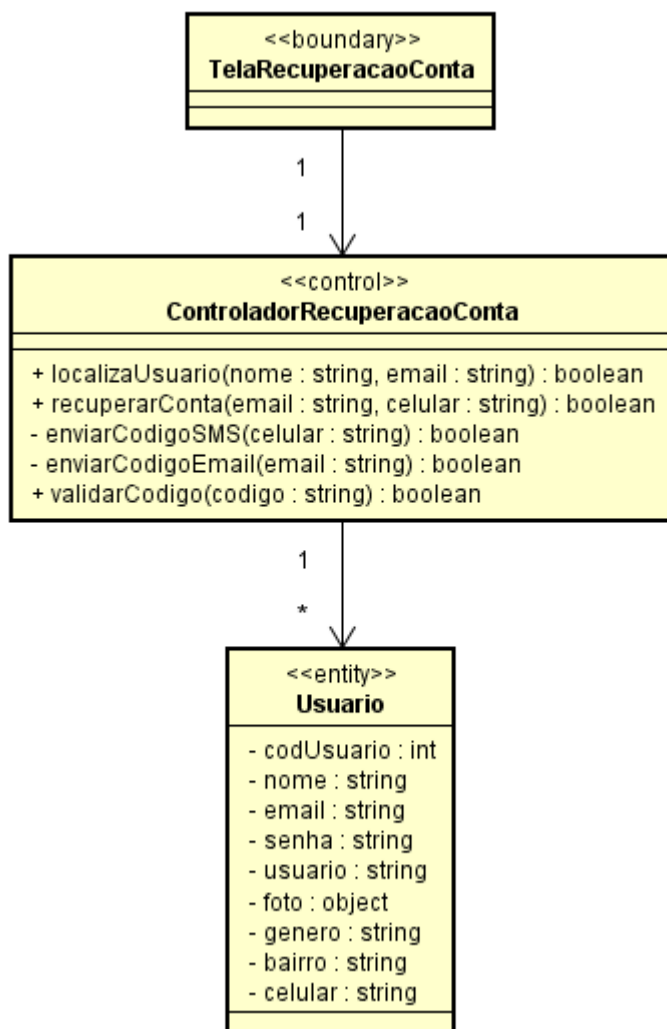 <<boundary>>
TelaRecuperacaoConta
1
1
<<control>>
ControladorRecuperacaoConta
+ localizaUsuario(nome : string, email : string) : boolean
+ recuperarConta(email : string, celular : string) : boolean
- enviarCodigoSMS(celular : string) : boolean
- enviarCodigoEmail(email : string) : boolean
+ validarCodigo(codigo : string) : boolean
1
*
<<entity>>
Usuario
- codUsuario : int
- nome : string
- email : string
- senha : string
- usuario : string
- foto : object
- genero : string
- bairro : string
- celular : string